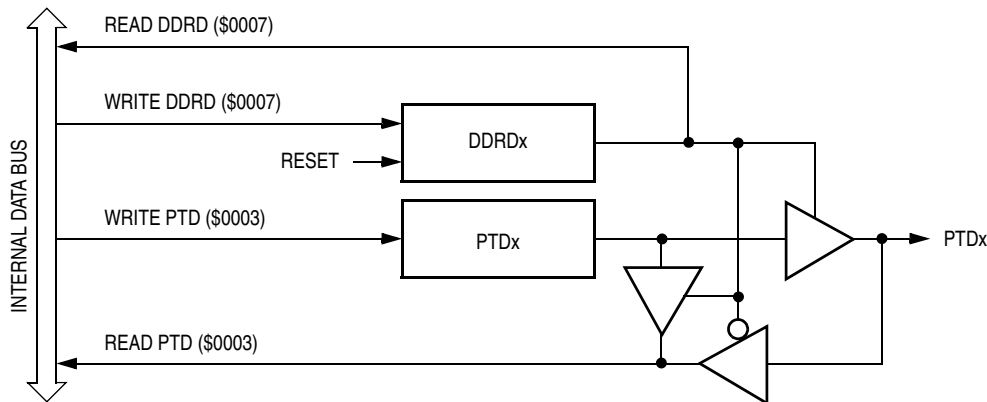 READ DDRD ($0007)
WRITE DDRD ($0007)
DDRDx
RESET
WRITE PTD ($0003)
PTDx
PTDx
READ PTD ($0003)
INTERNAL DATA BUS